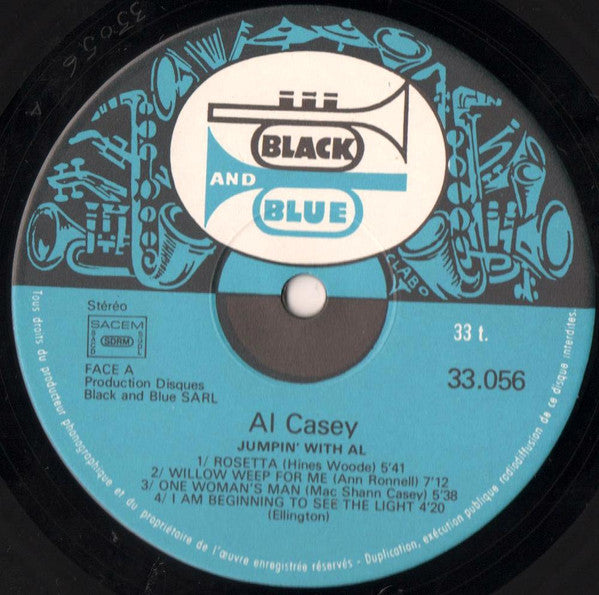 BLACK
AND
BLUE
LABO
Stéréo
SACEM
SDRM
FACE A
Production Disques
Black and Blue SARL
33 t.
33.056
Al Casey
JUMPIN' WITH AL
1/ ROSETTA (Hines Woode) 5'41
2/ WILLOW WEEP FOR ME (Ann Ronnell) 7'12
3/ ONE WOMAN'S MAN (Mac Shann Casey) 5'38
4/ I AM BEGINNING TO SEE THE LIGHT 4'20
(Ellington)
Tous droits du producteur phonographique et du propriétaire de l'œuvre enregistrée réservés - Duplication, exécution publique radiodiffusion de ce disque interdites.
33056 A